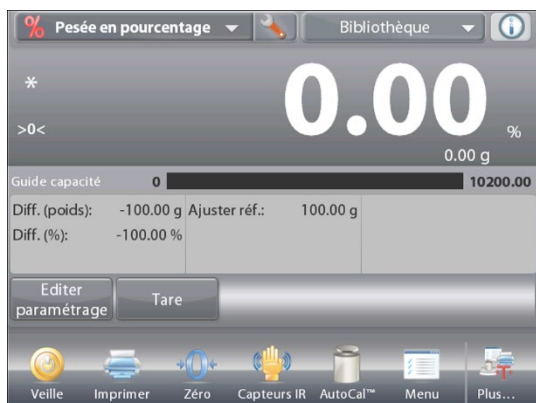 % Pesée en pourcentage Bibliothèque i
*
0.00
>0< %
0.00 g
Guide capacité 0 10200.00
Diff. (poids): -100.00 g Ajuster réf.: 100.00 g
Diff. (%): -100.00 %
Editer
paramétrage
Tare
Veille Imprimer Zéro Capteurs IR AutoCal™ Menu Plus...